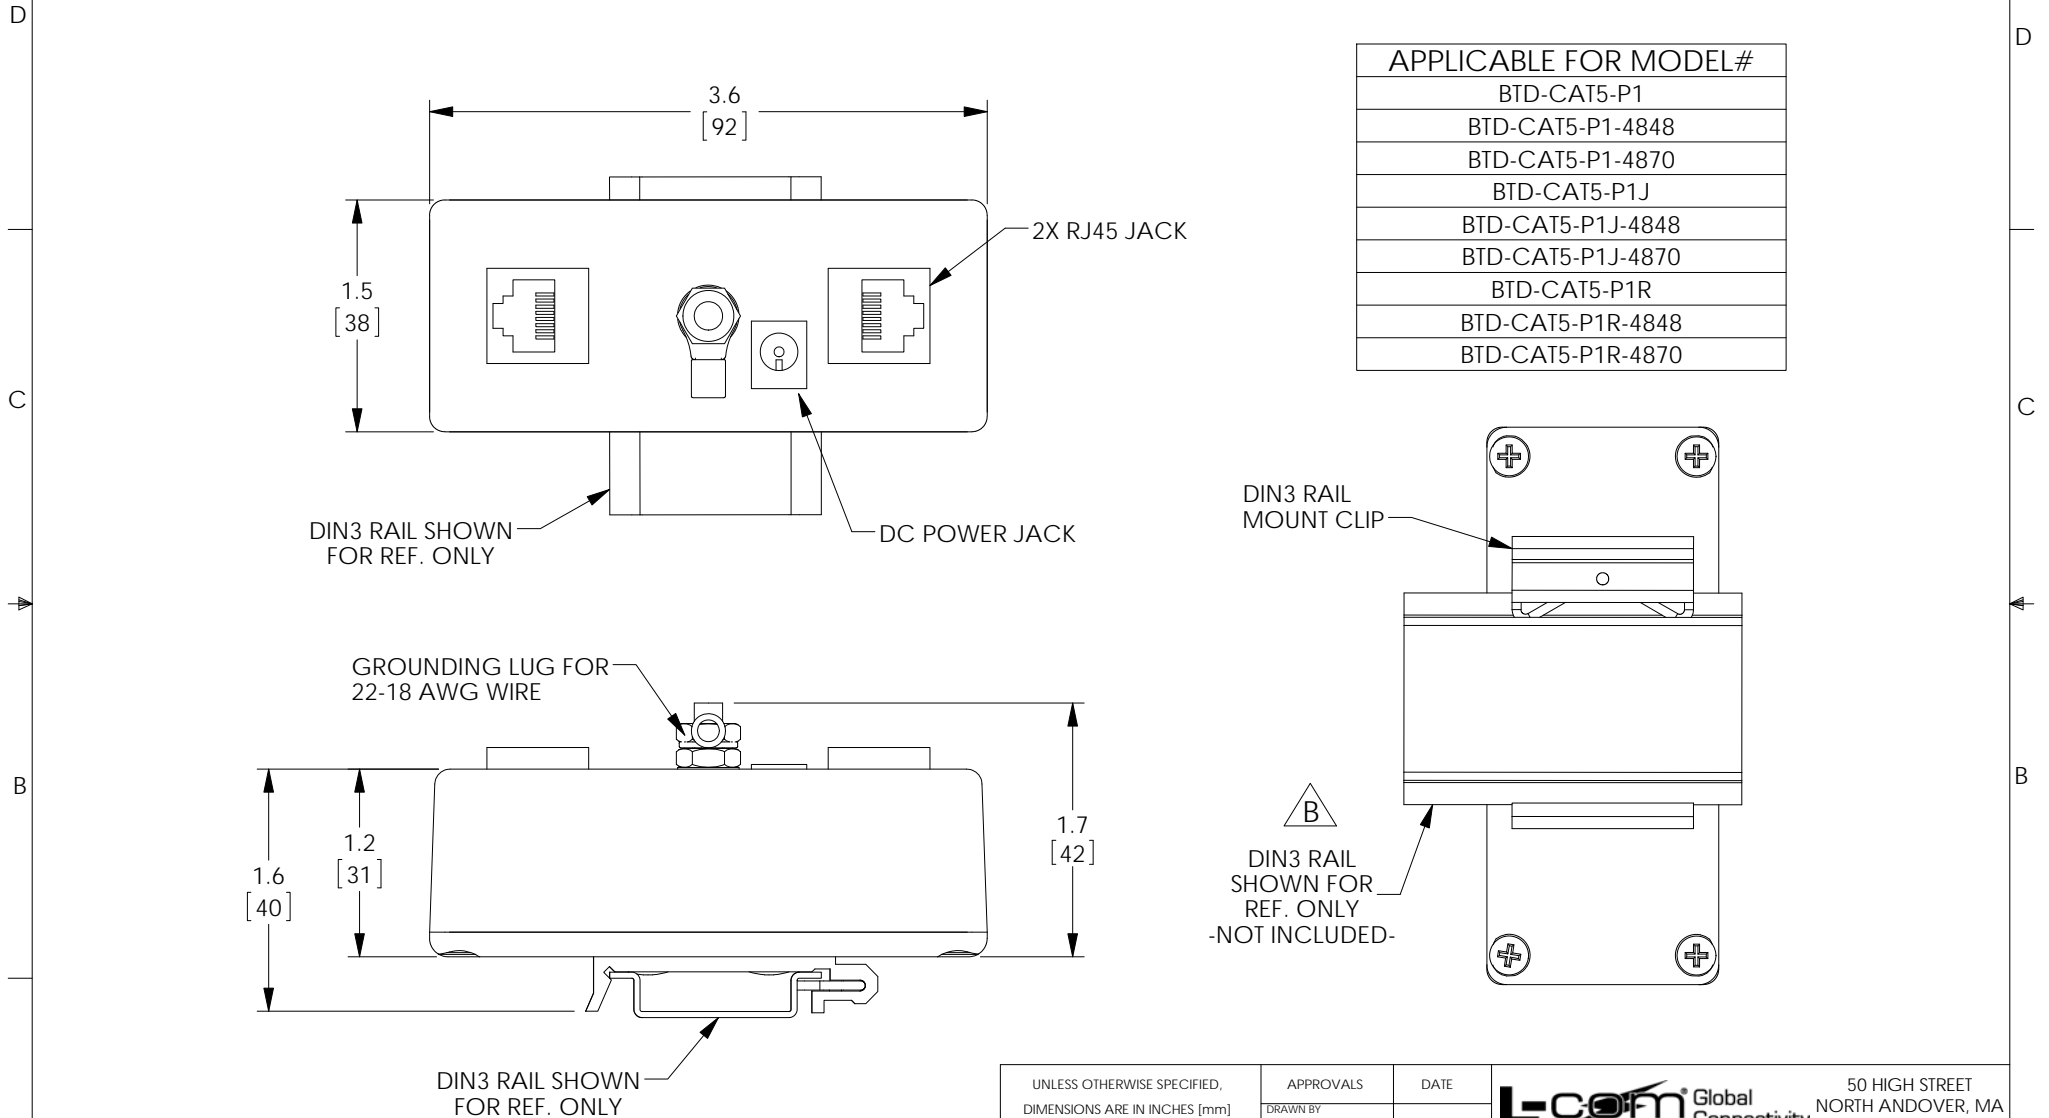 D
D
APPLICABLE FOR MODEL#
BTD-CAT5-P1
BTD-CAT5-P1-4848
BTD-CAT5-P1-4870
BTD-CAT5-P1J
BTD-CAT5-P1J-4848
BTD-CAT5-P1J-4870
BTD-CAT5-P1R
BTD-CAT5-P1R-4848
BTD-CAT5-P1R-4870
3.6
[92]
2X RJ45 JACK
1.5
[38]
C
C
DIN3 RAIL SHOWN
FOR REF. ONLY
DC POWER JACK
DIN3 RAIL
MOUNT CLIP
GROUNDING LUG FOR
22-18 AWG WIRE
B
B
1.2
[31]
1.6
[40]
1.7
[42]
B
DIN3 RAIL
SHOWN FOR
REF. ONLY
-NOT INCLUDED-
DIN3 RAIL SHOWN
FOR REF. ONLY
UNLESS OTHERWISE SPECIFIED,
DIMENSIONS ARE IN INCHES [mm]
APPROVALS
DATE
DRAWN BY
L-com® Global
Connectivity
50 HIGH STREET
NORTH ANDOVER, MA